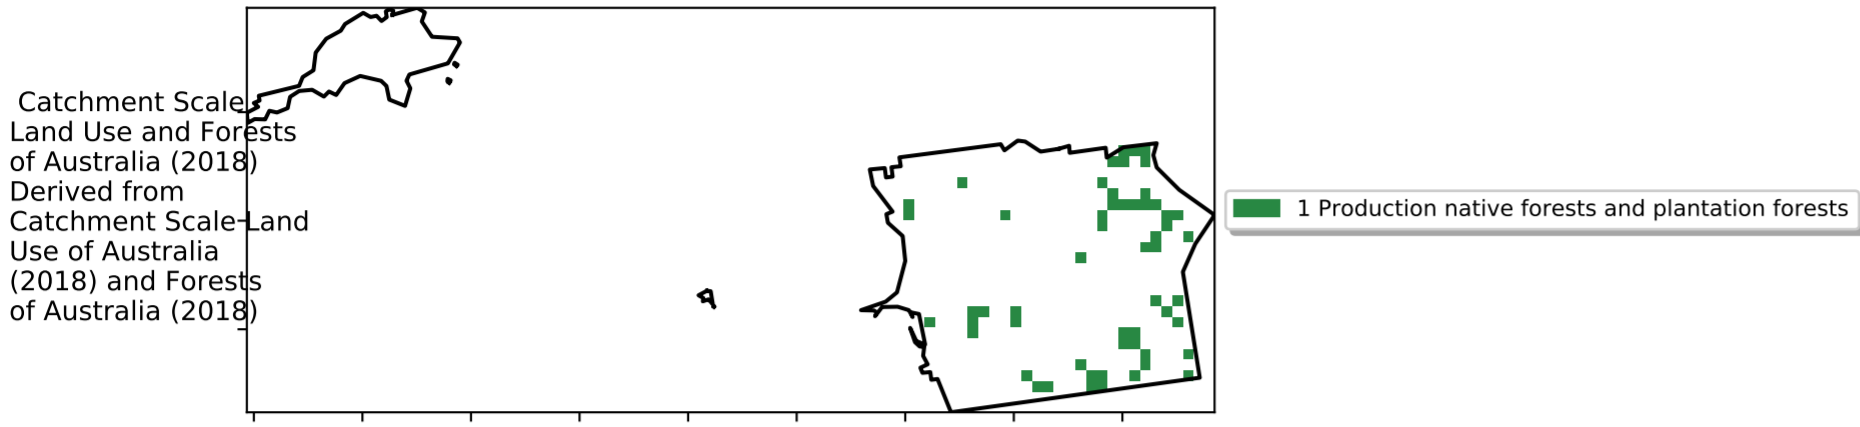 Catchment Scale
Land Use and Forests
of Australia (2018)
Derived from
Catchment Scale Land
Use of Australia
(2018) and Forests
of Australia (2018)
1 Production native forests and plantation forests